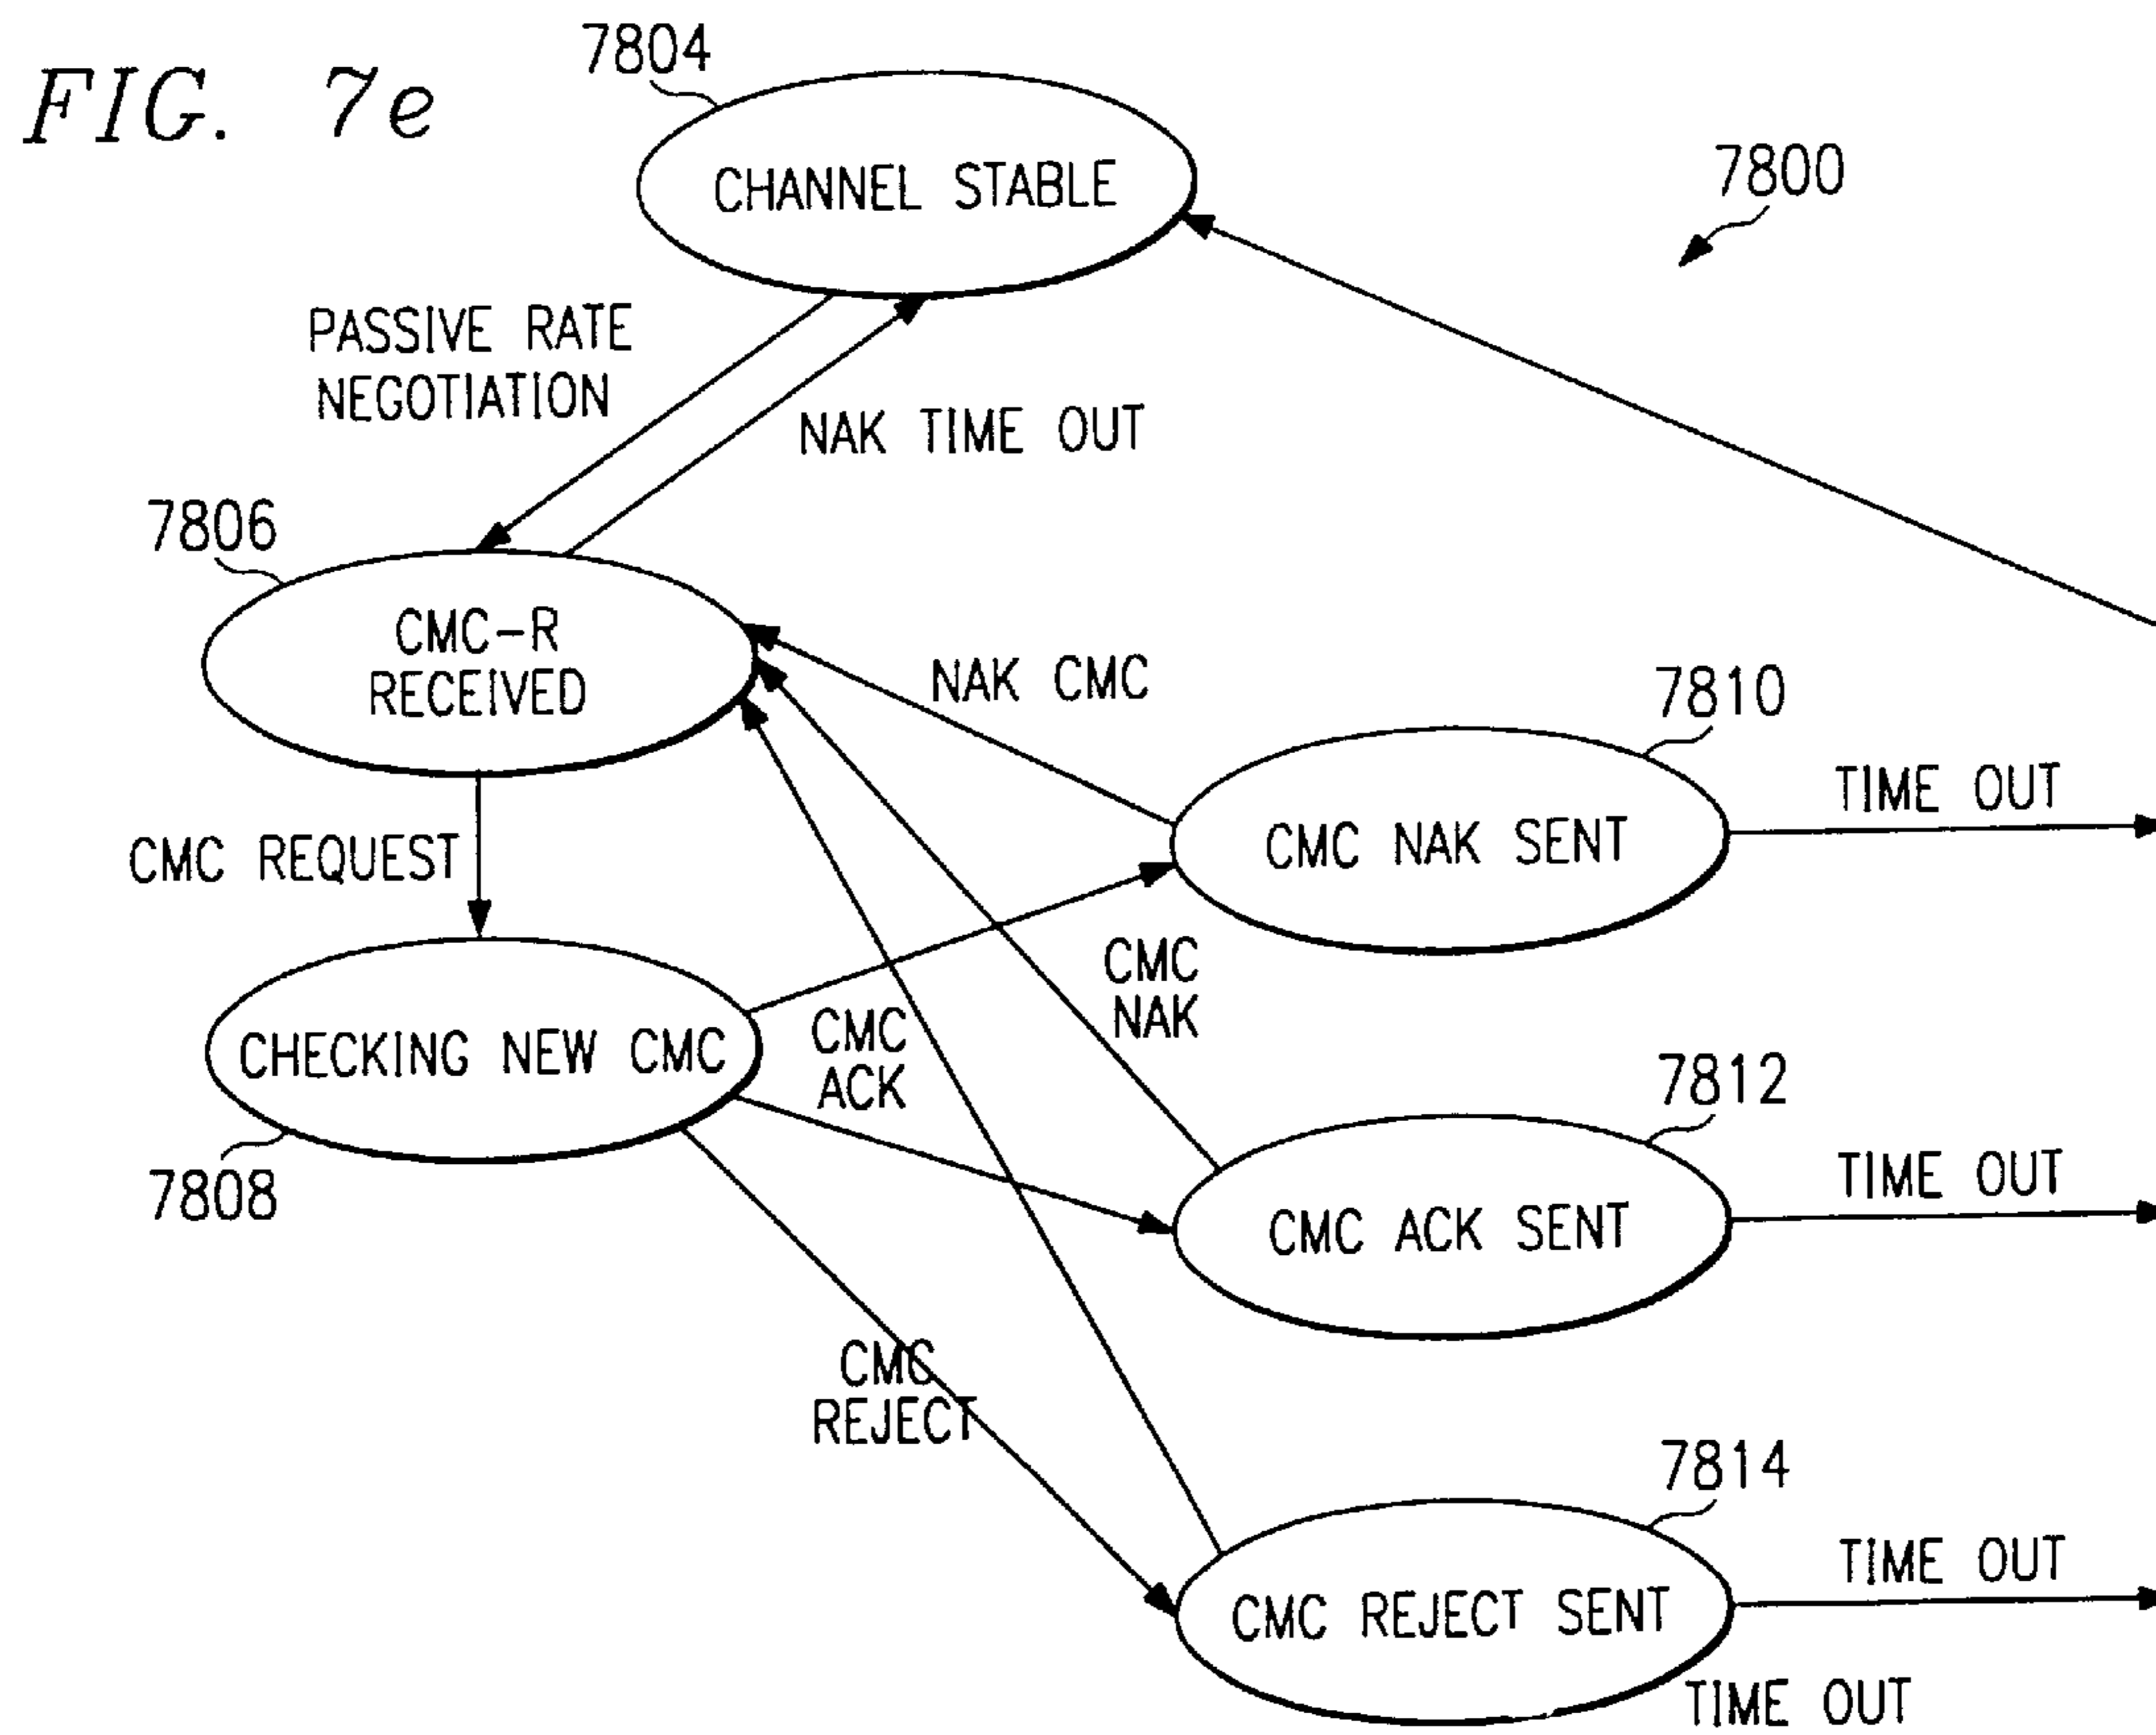 FIG. 7e
7804
CHANNEL STABLE
7800
PASSIVE RATE
NEGOTIATION
NAK TIME OUT
7806
CMC-R
RECEIVED
NAK CMC
7810
TIME OUT
CMC NAK SENT
CMC REQUEST
CMC
NAK
CHECKING NEW CMC
CMC
ACK
7808
7812
TIME OUT
CMC ACK SENT
CMC
REJECT
7814
TIME OUT
CMC REJECT SENT
TIME OUT